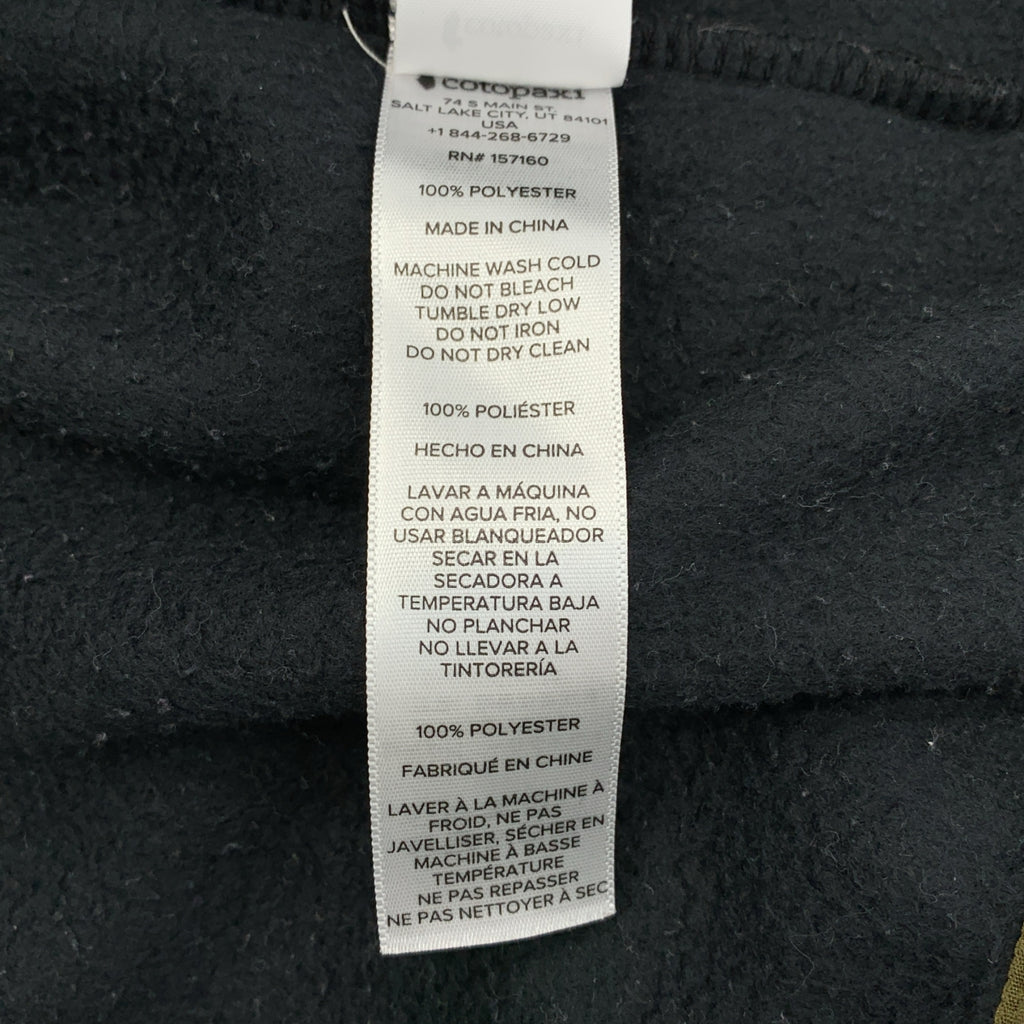 cotopaxi
74 S MAIN ST.
SALT LAKE CITY, UT 84101
USA
+1 844-268-6729
RN# 157160
100% POLYESTER
MADE IN CHINA
MACHINE WASH COLD
DO NOT BLEACH
TUMBLE DRY LOW
DO NOT IRON
DO NOT DRY CLEAN
100% POLIÉSTER
HECHO EN CHINA
LAVAR A MÁQUINA
CON AGUA FRIA, NO
USAR BLANQUEADOR
SECAR EN LA
SECADORA A
TEMPERATURA BAJA
NO PLANCHAR
NO LLEVAR A LA
TINTORERÍA
100% POLYESTER
FABRIQUÉ EN CHINE
LAVER À LA MACHINE À
FROID, NE PAS
JAVELLISER, SÉCHER EN
MACHINE À BASSE
TEMPÉRATURE
NE PAS REPASSER
NE PAS NETTOYER À SEC